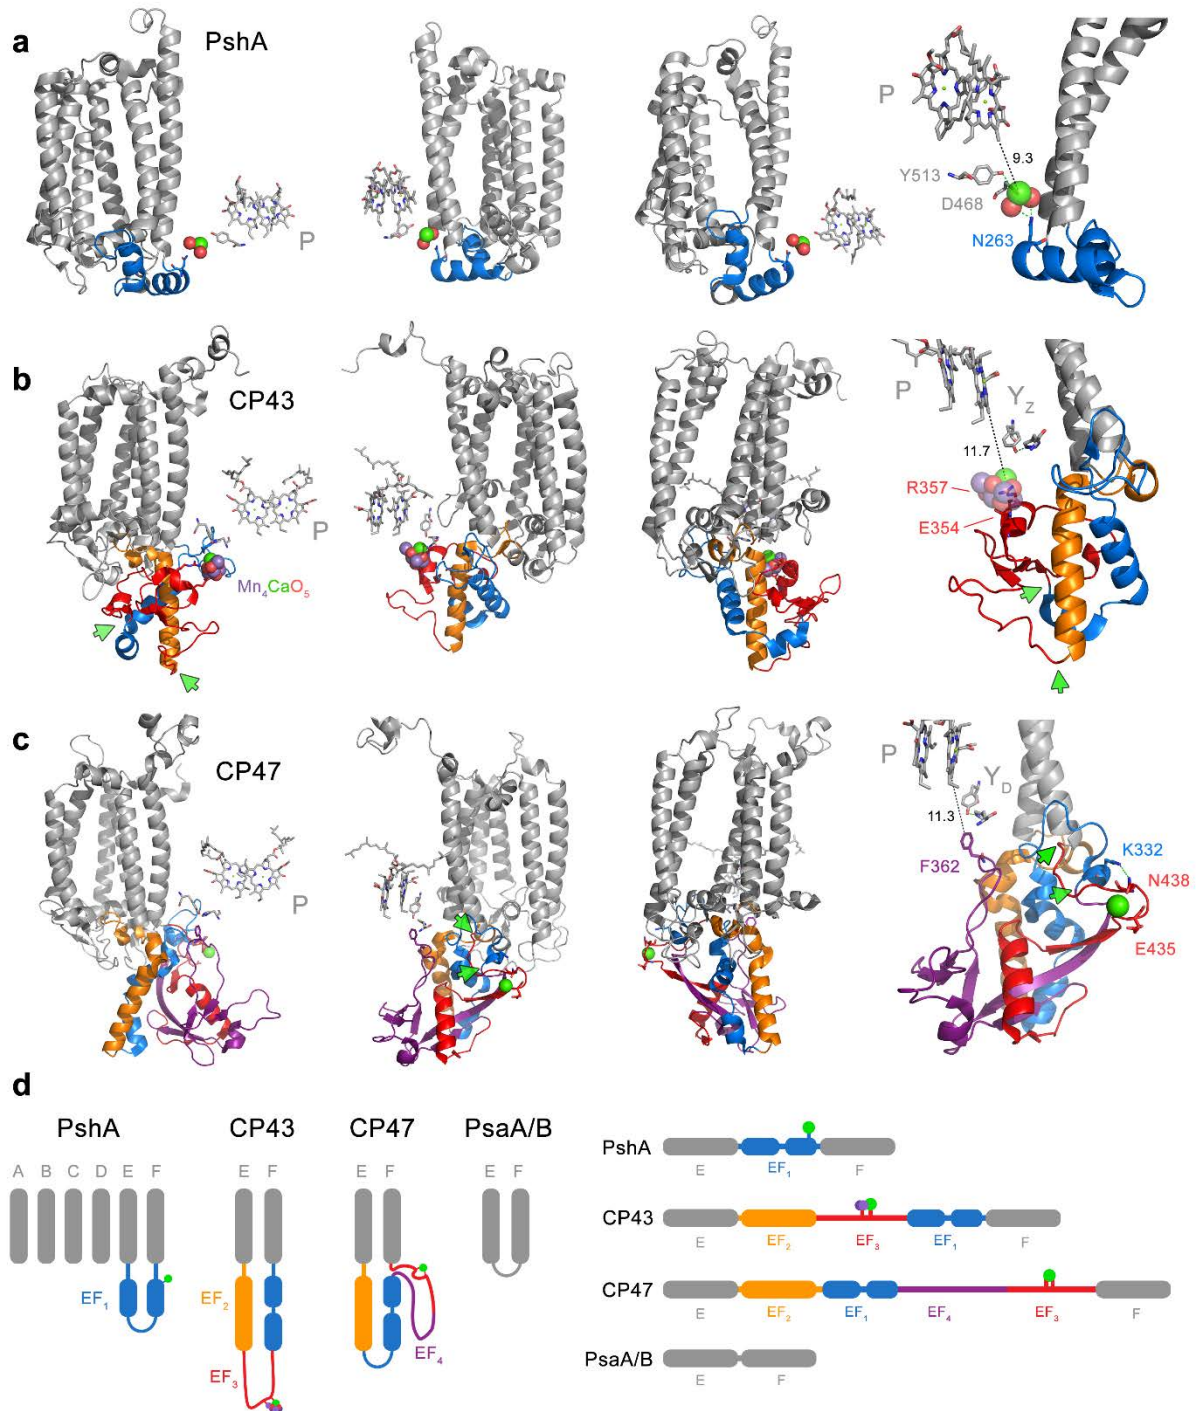 a
PshA
P
P
9.3
Y513
D468
N263
b
CP43
P
Mn₄CaO₅
P
Y_Z
11.7
R357
E354
c
CP47
P
P
Y_D
11.3
F362
K332
N438
E435
d
PshA CP43 CP47 PsaA/B
A B C D E F E F E F E F
EF₁
EF₂
EF₃
EF₄
PshA
E EF₁ F
CP43
E EF₂ EF₃ EF₁ F
CP47
E EF₂ EF₁ EF₄ EF₃ F
PsaA/B
E F